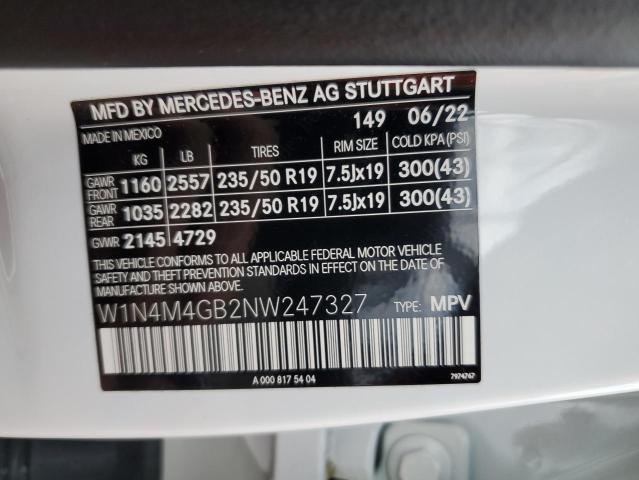 MFD BY MERCEDES-BENZ AG STUTTGART
149 06/22
MADE IN MEXICO
KG LB TIRES RIM SIZE COLD KPA(PSI)
GAWR FRONT 1160 2557 235/50 R19 7.5Jx19 300(43)
GAWR REAR 1035 2282 235/50 R19 7.5Jx19 300(43)
GVWR 2145 4729
THIS VEHICLE CONFORMS TO ALL APPLICABLE FEDERAL MOTOR VEHICLE
SAFETY AND THEFT PREVENTION STANDARDS IN EFFECT ON THE DATE
OF MANUFACTURE SHOWN ABOVE.
W1N4M4GB2NW247327 TYPE: MPV
A 000 817 54 04 7974767